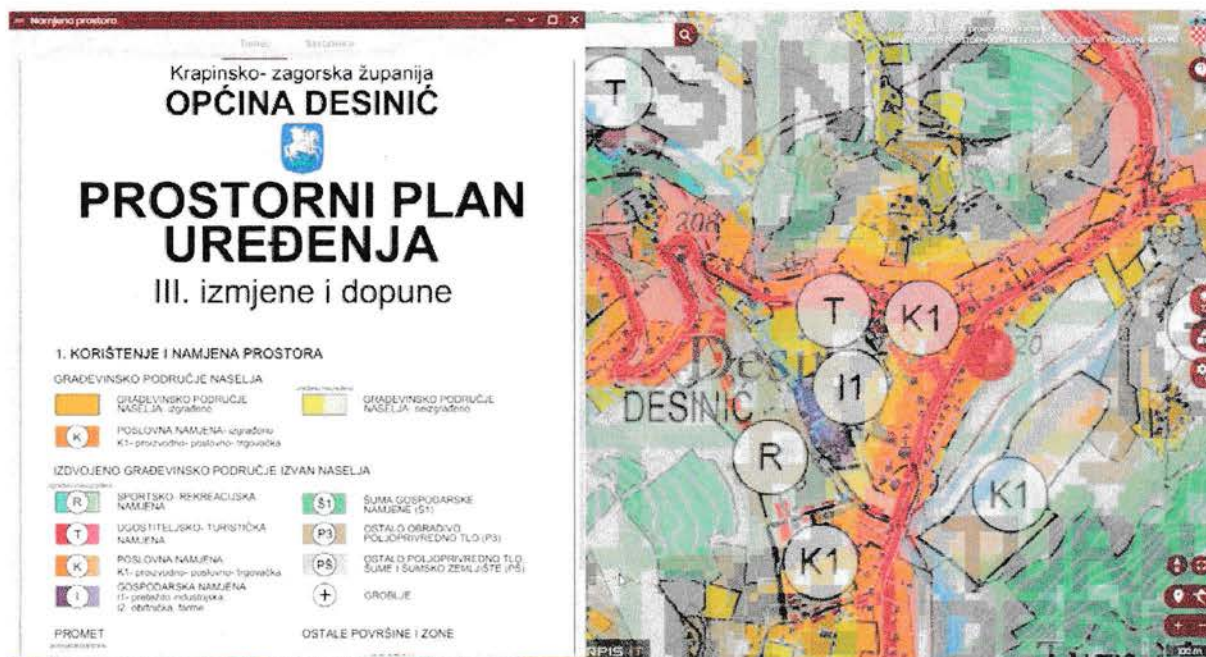 Namjena prostora
Krapinsko- zagorska županija
OPĆINA DESINIĆ
PROSTORNI PLAN
UREĐENJA
III. izmjene i dopune
1. KORIŠTENJE I NAMJENA PROSTORA
GRAĐEVINSKO PODRUČJE NASELJA
GRAĐEVINSKO PODRUČJE
NASELJA- izgrađeno
GRAĐEVINSKO PODRUČJE
NASELJA- neizgrađeno
K
POSLOVNA NAMJENA- izgrađeno
K1- proizvodno- poslovno- trgovačka
IZDVOJENO GRAĐEVINSKO PODRUČJE IZVAN NASELJA
R
SPORTSKO- REKREACIJSKA
NAMJENA
Š1
ŠUMA GOSPODARSKE
NAMJENE (Š1)
T
UGOSTITELJSKO- TURISTIČKA
NAMJENA
P3
OSTALO OBRADIVO
POLJOPRIVREDNO TLO (P3)
K
POSLOVNA NAMJENA
K1- proizvodno- poslovno- trgovačka
PŠ
OSTALO POLJOPRIVREDNO TLO
ŠUME I ŠUMSKO ZEMLJIŠTE (PŠ)
I
GOSPODARSKA NAMJENA
I1- pretežito industrijska,
I2- obrtnička, farme
GROBLJE
PROMET
OSTALE POVRŠINE I ZONE
T
SINIĆ
208
T
K1
20
Desinić
I1
DESINIĆ
R
K1
K1
100 m